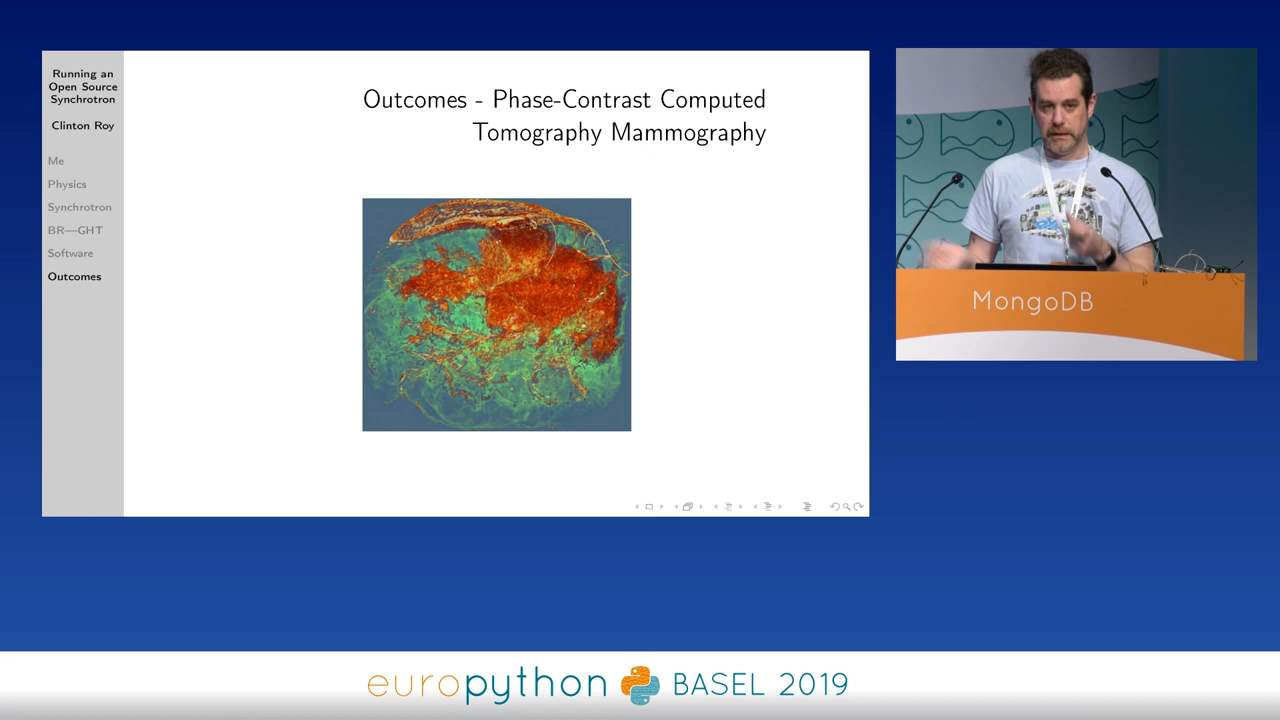 Running an
Open Source
Synchrotron
Clinton Roy
Me
Physics
Synchrotron
BR—GHT
Software
Outcomes
Outcomes - Phase-Contrast Computed
Tomography Mammography
MongoDB
europython BASEL 2019